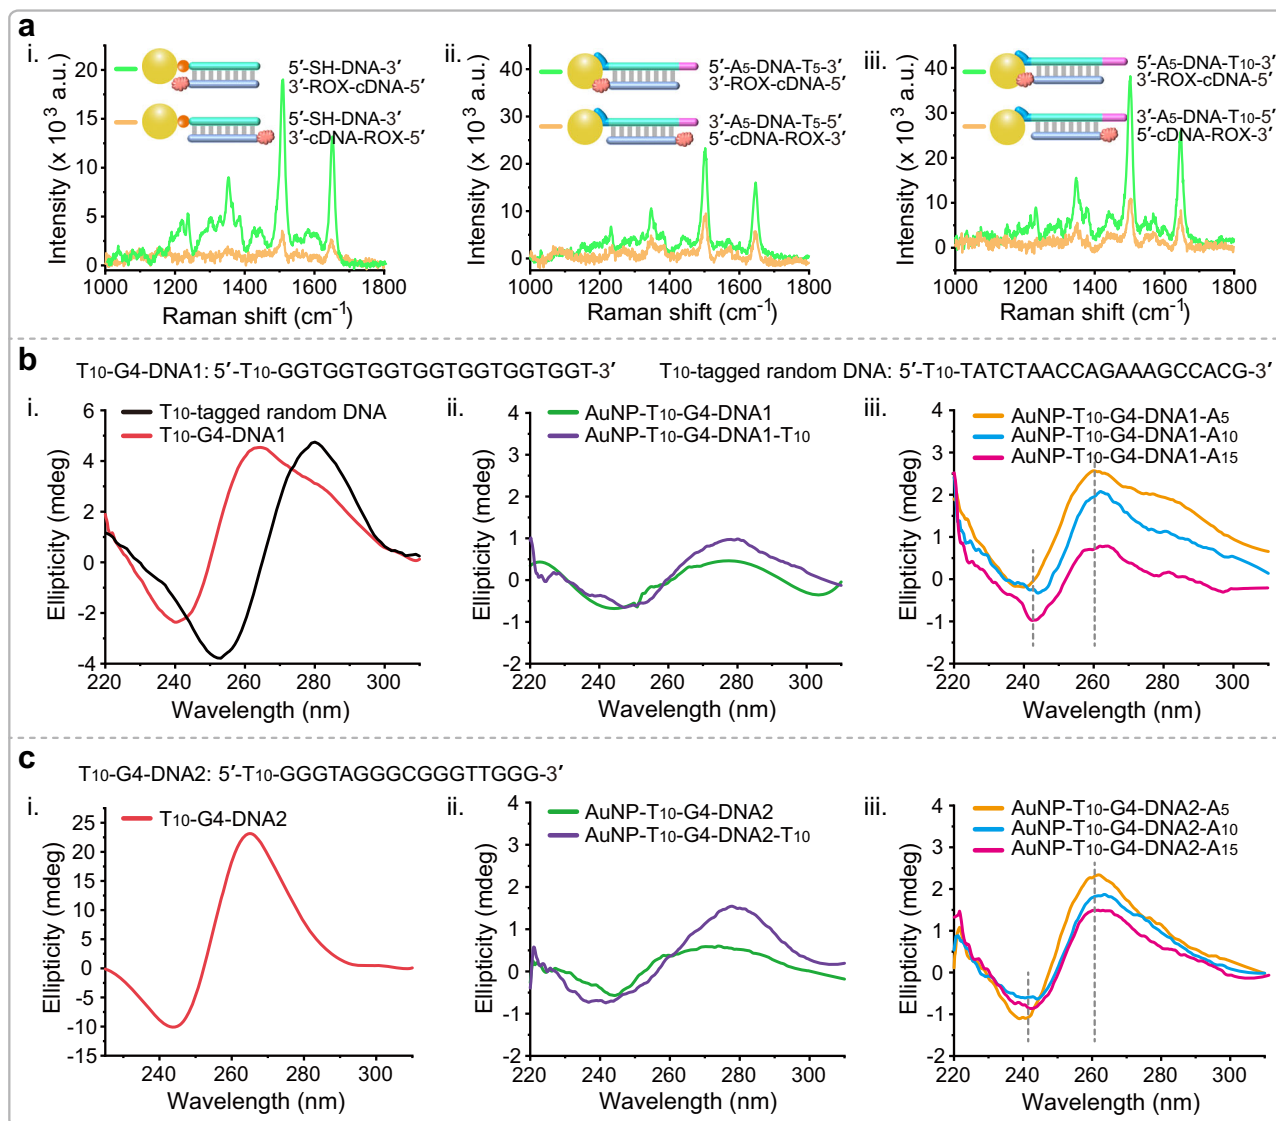 a
i.
5′-SH-DNA-3′
3′-ROX-cDNA-5′
5′-SH-DNA-3′
3′-cDNA-ROX-5′
Intensity (x 10³ a.u.)
20
15
10
5
0
1000 1200 1400 1600 1800
Raman shift (cm⁻¹)
ii.
5′-A5-DNA-T5-3′
3′-ROX-cDNA-5′
3′-A5-DNA-T5-5′
5′-cDNA-ROX-3′
Intensity (x 10³ a.u.)
40
30
20
10
0
1000 1200 1400 1600 1800
Raman shift (cm⁻¹)
iii.
5′-A5-DNA-T10-3′
3′-ROX-cDNA-5′
3′-A5-DNA-T10-5′
5′-cDNA-ROX-3′
Intensity (x 10³ a.u.)
40
30
20
10
0
1000 1200 1400 1600 1800
Raman shift (cm⁻¹)
b
T10-G4-DNA1: 5′-T10-GGTGGTGGTGGTGGTGGTGGT-3′
T10-tagged random DNA: 5′-T10-TATCTAACCAGAAAGCCACG-3′
i.
T10-tagged random DNA
T10-G4-DNA1
Ellipticity (mdeg)
6
4
2
0
-2
-4
220 240 260 280 300
Wavelength (nm)
ii.
AuNP-T10-G4-DNA1
AuNP-T10-G4-DNA1-T10
Ellipticity (mdeg)
4
3
2
1
0
-1
-2
220 240 260 280 300
Wavelength (nm)
iii.
AuNP-T10-G4-DNA1-A5
AuNP-T10-G4-DNA1-A10
AuNP-T10-G4-DNA1-A15
Ellipticity (mdeg)
4
3
2
1
0
-1
-2
220 240 260 280 300
Wavelength (nm)
c
T10-G4-DNA2: 5′-T10-GGGTAGGGCGGGTTGGG-3′
i.
T10-G4-DNA2
Ellipticity (mdeg)
25
20
15
10
5
0
-5
-10
-15
240 260 280 300
Wavelength (nm)
ii.
AuNP-T10-G4-DNA2
AuNP-T10-G4-DNA2-T10
Ellipticity (mdeg)
4
3
2
1
0
-1
-2
220 240 260 280 300
Wavelength (nm)
iii.
AuNP-T10-G4-DNA2-A5
AuNP-T10-G4-DNA2-A10
AuNP-T10-G4-DNA2-A15
Ellipticity (mdeg)
4
3
2
1
0
-1
-2
220 240 260 280 300
Wavelength (nm)